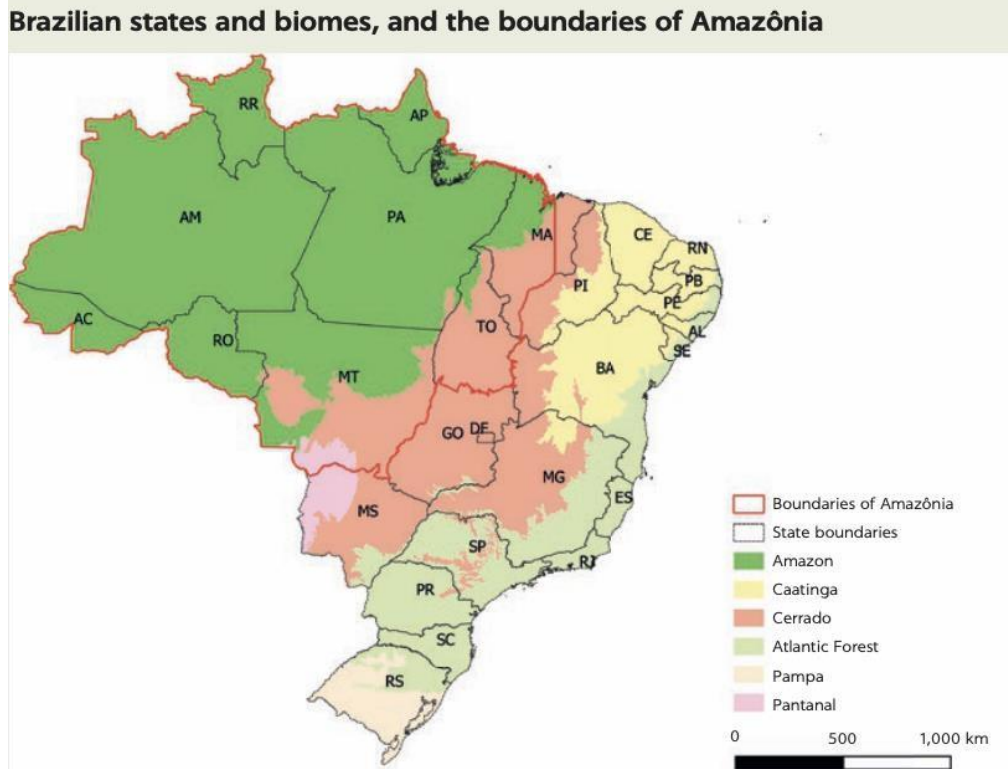 Brazilian states and biomes, and the boundaries of Amazônia
RR
AP
AM
PA
MA
CE
RN
PB
PI
PE
AC
TO
AL
RO
SE
BA
MT
GO DF
MG
ES
MS
SP
RJ
PR
SC
RS
Boundaries of Amazônia
State boundaries
Amazon
Caatinga
Cerrado
Atlantic Forest
Pampa
Pantanal
0 500 1,000 km